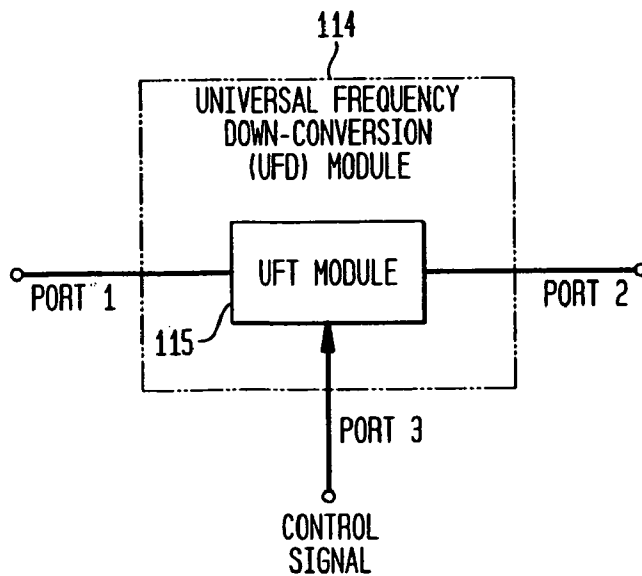 114
UNIVERSAL FREQUENCY
DOWN-CONVERSION
(UFD) MODULE
UFT MODULE
PORT 1
PORT 2
115
PORT 3
CONTROL
SIGNAL